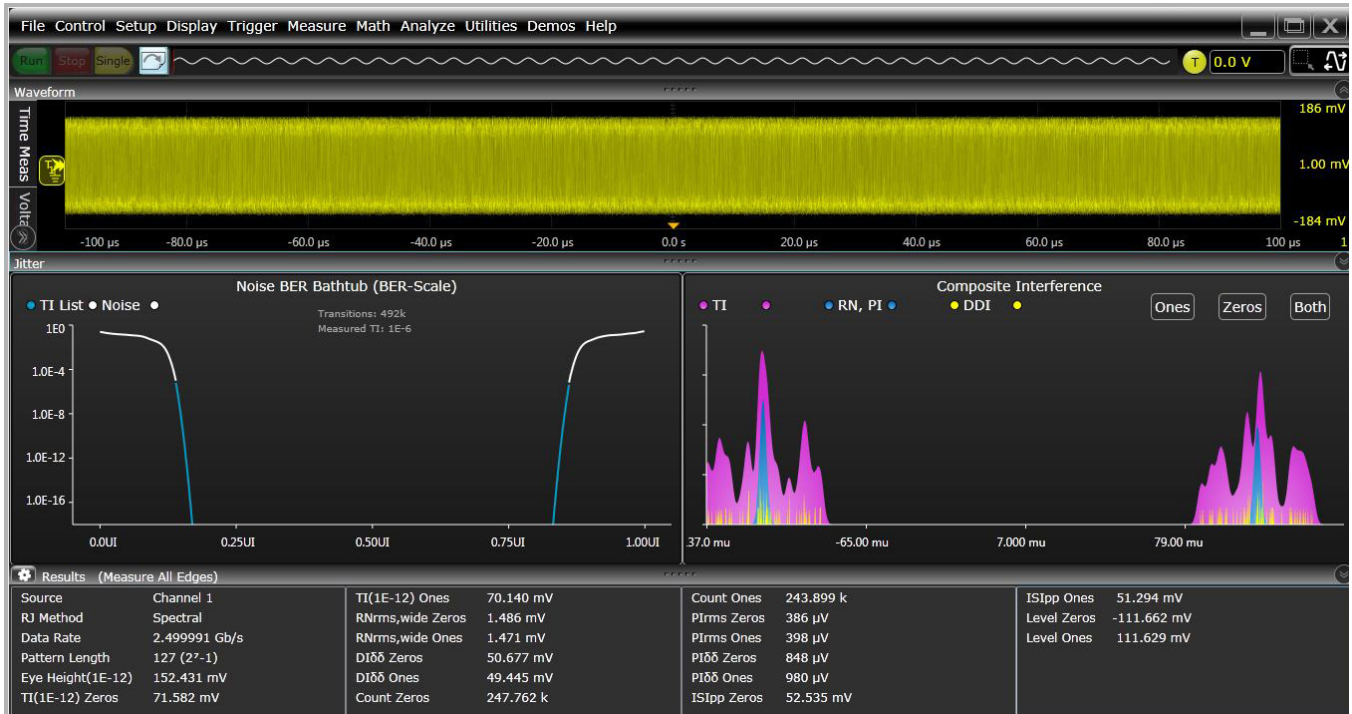 File Control Setup Display Trigger Measure Math Analyze Utilities Demos Help
Run Stop Single T 0.0 V
Waveform
Time Meas
Volta
186 mV
1.00 mV
-184 mV
-100 µs -80.0 µs -60.0 µs -40.0 µs -20.0 µs 0.0 s 20.0 µs 40.0 µs 60.0 µs 80.0 µs 100 µs 1
Jitter
Noise BER Bathtub (BER-Scale)
TI List Noise
Transitions: 492k
Measured TI: 1E-6
1E0
1.0E-4
1.0E-8
1.0E-12
1.0E-16
0.0UI 0.25UI 0.50UI 0.75UI 1.00UI
Composite Interference
TI RN, PI DDI
Ones Zeros Both
37.0 mu -65.00 mu 7.000 mu 79.00 mu
Results (Measure All Edges)
Source Channel 1
RJ Method Spectral
Data Rate 2.499991 Gb/s
Pattern Length 127 (2⁷-1)
Eye Height(1E-12) 152.431 mV
TI(1E-12) Zeros 71.582 mV
TI(1E-12) Ones 70.140 mV
RNrms,wide Zeros 1.486 mV
RNrms,wide Ones 1.471 mV
DIδδ Zeros 50.677 mV
DIδδ Ones 49.445 mV
Count Zeros 247.762 k
Count Ones 243.899 k
PIrms Zeros 386 µV
PIrms Ones 398 µV
PIδδ Zeros 848 µV
PIδδ Ones 980 µV
ISIpp Zeros 52.535 mV
ISIpp Ones 51.294 mV
Level Zeros -111.662 mV
Level Ones 111.629 mV